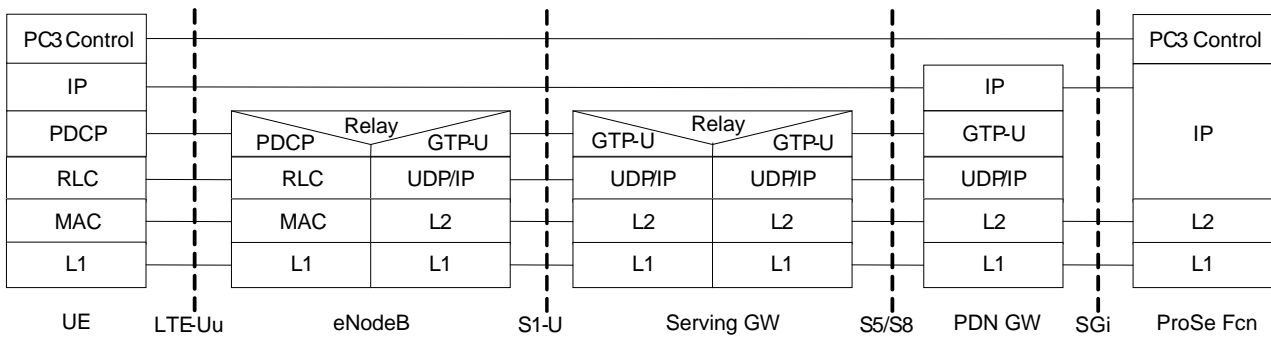 PC3 Control
PC3 Control
IP
IP
PDCP
Relay
PDCP
GTP-U
Relay
GTP-U
GTP-U
GTP-U
IP
RLC
RLC
UDP/IP
UDP/IP
UDP/IP
UDP/IP
MAC
MAC
L2
L2
L2
L2
L2
L1
L1
L1
L1
L1
L1
L1
UE
LTE-Uu
eNodeB
S1-U
Serving GW
S5/S8
PDN GW
SGi
ProSe Fcn